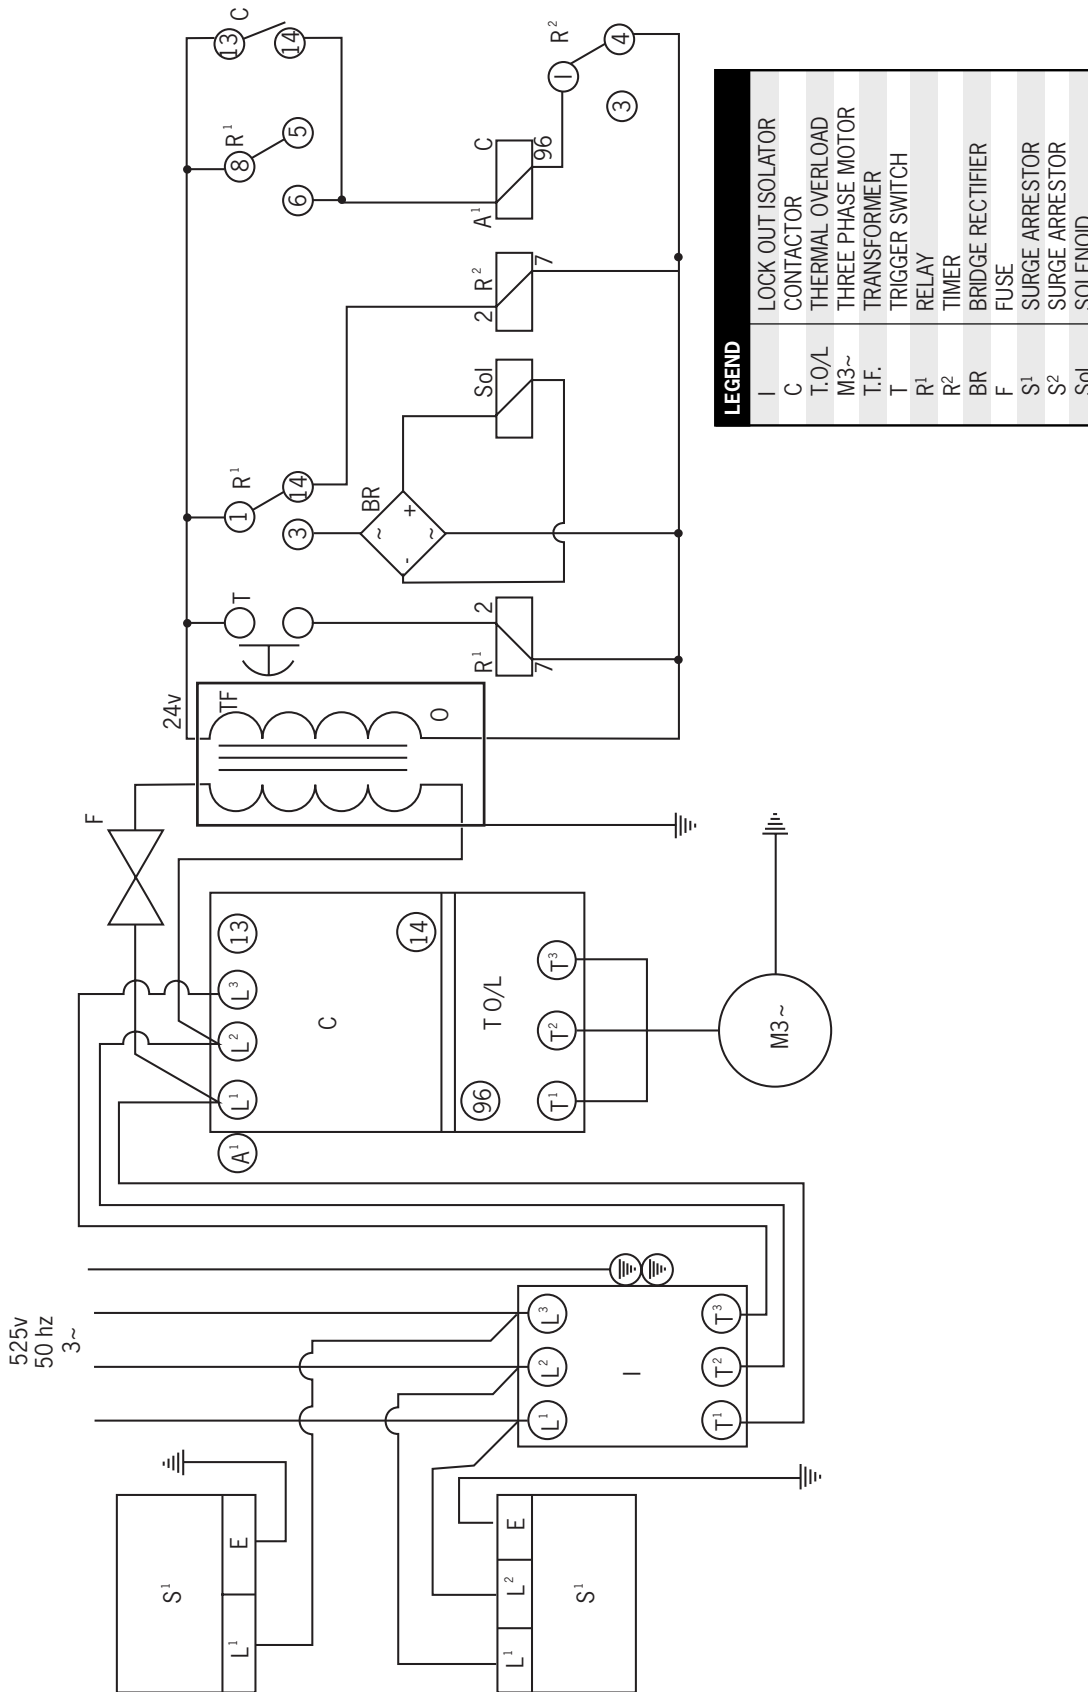 525v
50 hz
3~
S¹
L¹
E
S¹
L¹
L²
E
L¹
L²
L³
I
T¹
T²
T³
A¹
L¹
L²
L³
13
C
14
96
T O/L
T¹
T²
T³
M3~
F
24v
TF
O
T
R¹
2
7
1
R¹
3
14
BR
~
+
-
~
Sol
2
R²
7
8
R¹
6
5
13
C
14
A¹
C
96
1
R²
4
3
LEGEND
I LOCK OUT ISOLATOR
C CONTACTOR
T.O/L THERMAL OVERLOAD
M3~ THREE PHASE MOTOR
T.F. TRANSFORMER
T TRIGGER SWITCH
R¹ RELAY
R² TIMER
BR BRIDGE RECTIFIER
F FUSE
S¹ SURGE ARRESTOR
S² SURGE ARRESTOR
Sol SOLENOID